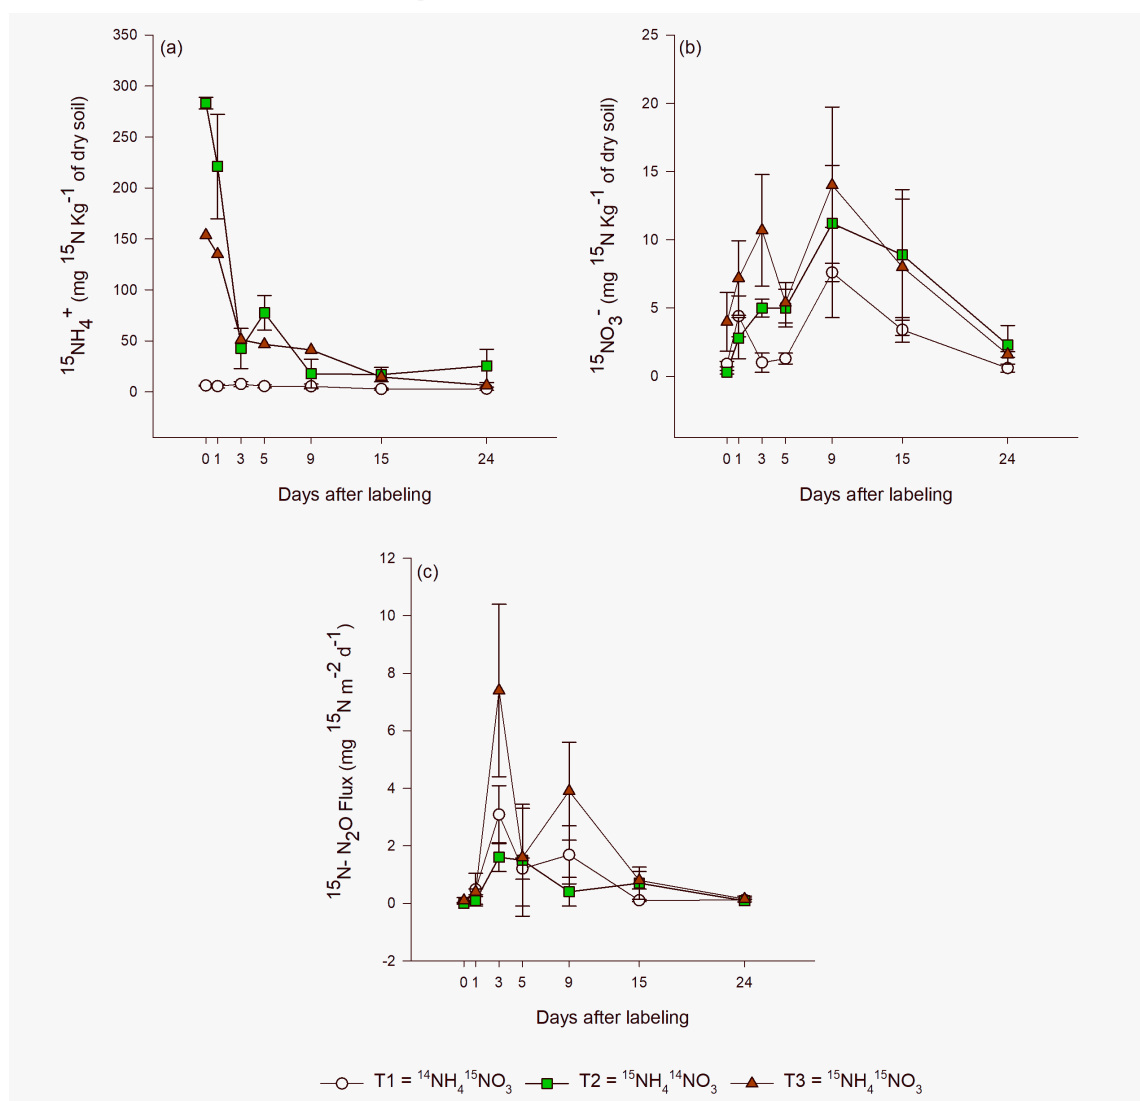 (a)
350
300
250
200
150
100
50
0
¹⁵NH₄⁺ (mg ¹⁵N Kg⁻¹ of dry soil)
0 1 3 5 9 15 24
Days after labeling
(b)
25
20
15
10
5
0
¹⁵NO₃⁻ (mg ¹⁵N Kg⁻¹ of dry soil)
0 1 3 5 9 15 24
Days after labeling
(c)
12
10
8
6
4
2
0
-2
¹⁵N- N₂O Flux (mg ¹⁵N m⁻² d⁻¹)
0 1 3 5 9 15 24
Days after labeling
T1 = ¹⁴NH₄¹⁵NO₃ T2 = ¹⁵NH₄¹⁴NO₃ T3 = ¹⁵NH₄¹⁵NO₃